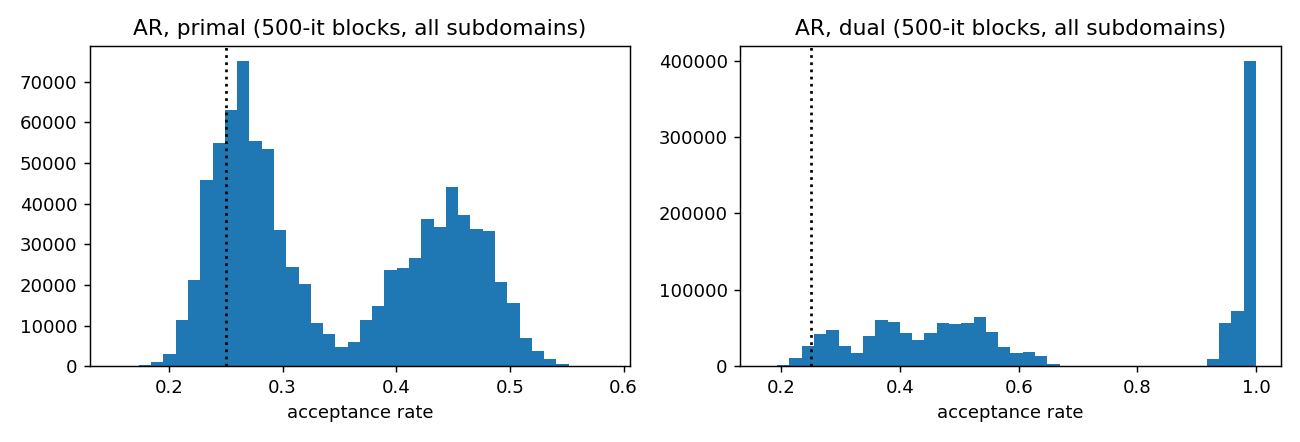 AR, primal (500-it blocks, all subdomains)
70000
60000
50000
40000
30000
20000
10000
0
0.2 0.3 0.4 0.5 0.6
acceptance rate
AR, dual (500-it blocks, all subdomains)
400000
300000
200000
100000
0
0.2 0.4 0.6 0.8 1.0
acceptance rate